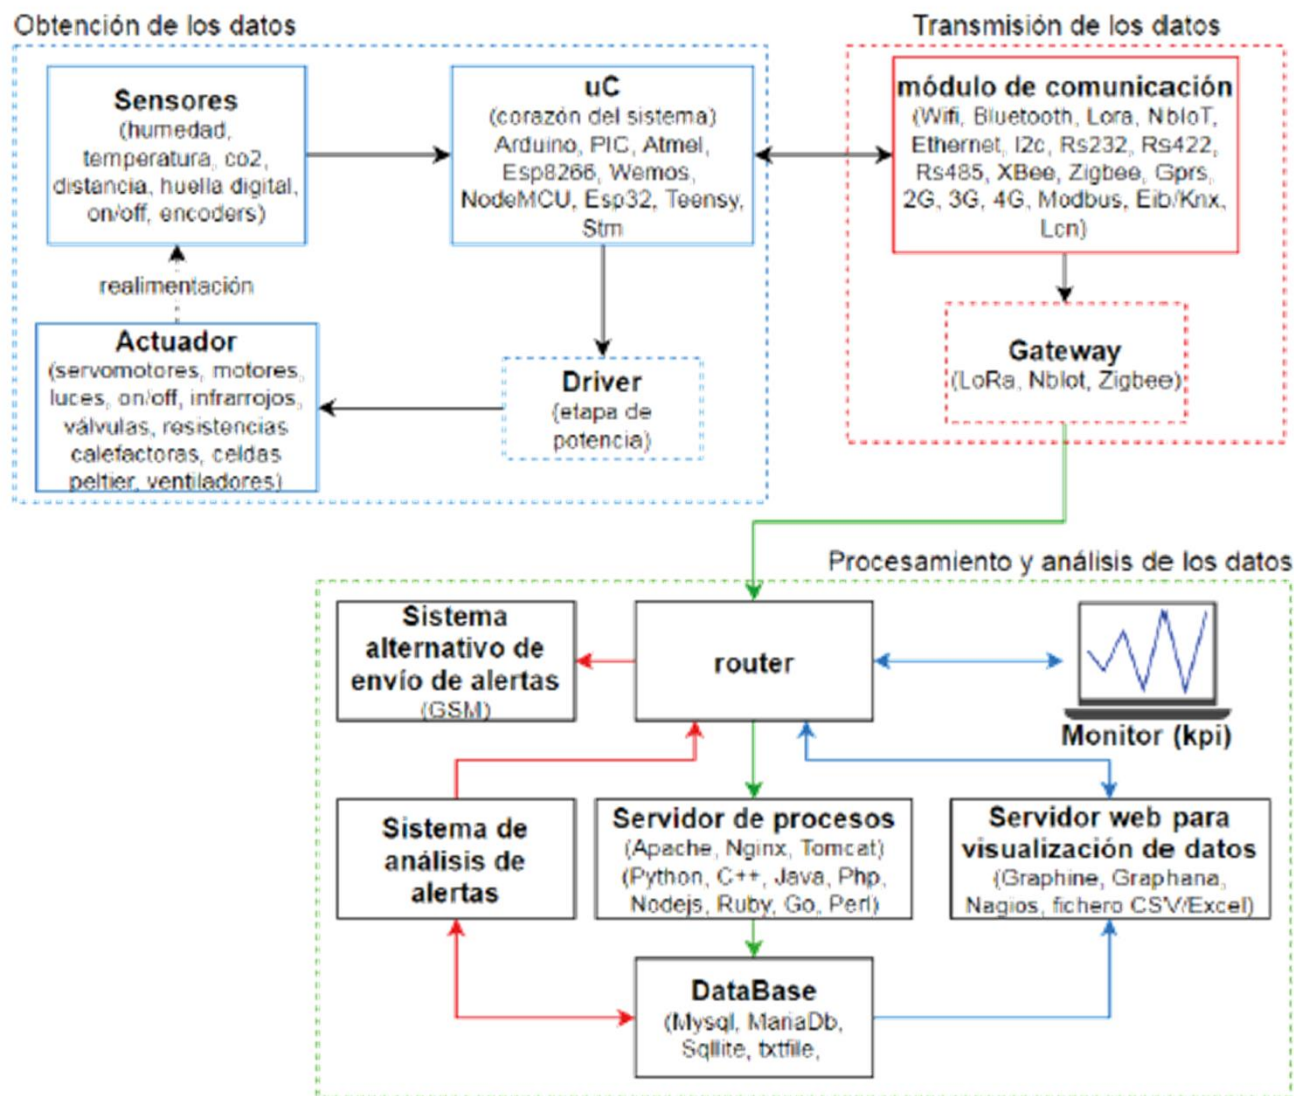 Obtención de los datos
Sensores
(humedad,
temperatura, co2,
distancia, huella digital,
on/off, encoders)
uC
(corazón del sistema)
Arduino, PIC, Atmel,
Esp8266, Wemos,
NodeMCU, Esp32, Teensy,
Stm
realimentación
Actuador
(servomotores, motores,
luces, on/off, infrarrojos,
válvulas, resistencias
calefactoras, celdas
peltier, ventiladores)
Driver
(etapa de
potencia)
Transmisión de los datos
módulo de comunicación
(Wifi, Bluetooth, Lora, NbIoT,
Ethernet, I2c, Rs232, Rs422,
Rs485, XBee, Zigbee, Gprs,
2G, 3G, 4G, Modbus, Eib/Knx,
Lcn)
Gateway
(LoRa, NbIot, Zigbee)
Procesamiento y análisis de los datos
Sistema
alternativo de
envío de alertas
(GSM)
router
Monitor (kpi)
Sistema de
análisis de
alertas
Servidor de procesos
(Apache, Nginx, Tomcat)
(Python, C++, Java, Php,
Nodejs, Ruby, Go, Perl)
Servidor web para
visualización de datos
(Graphine, Graphana,
Nagios, fichero CSV/Excel)
DataBase
(Mysql, MariaDb,
Sqllite, txtfile,